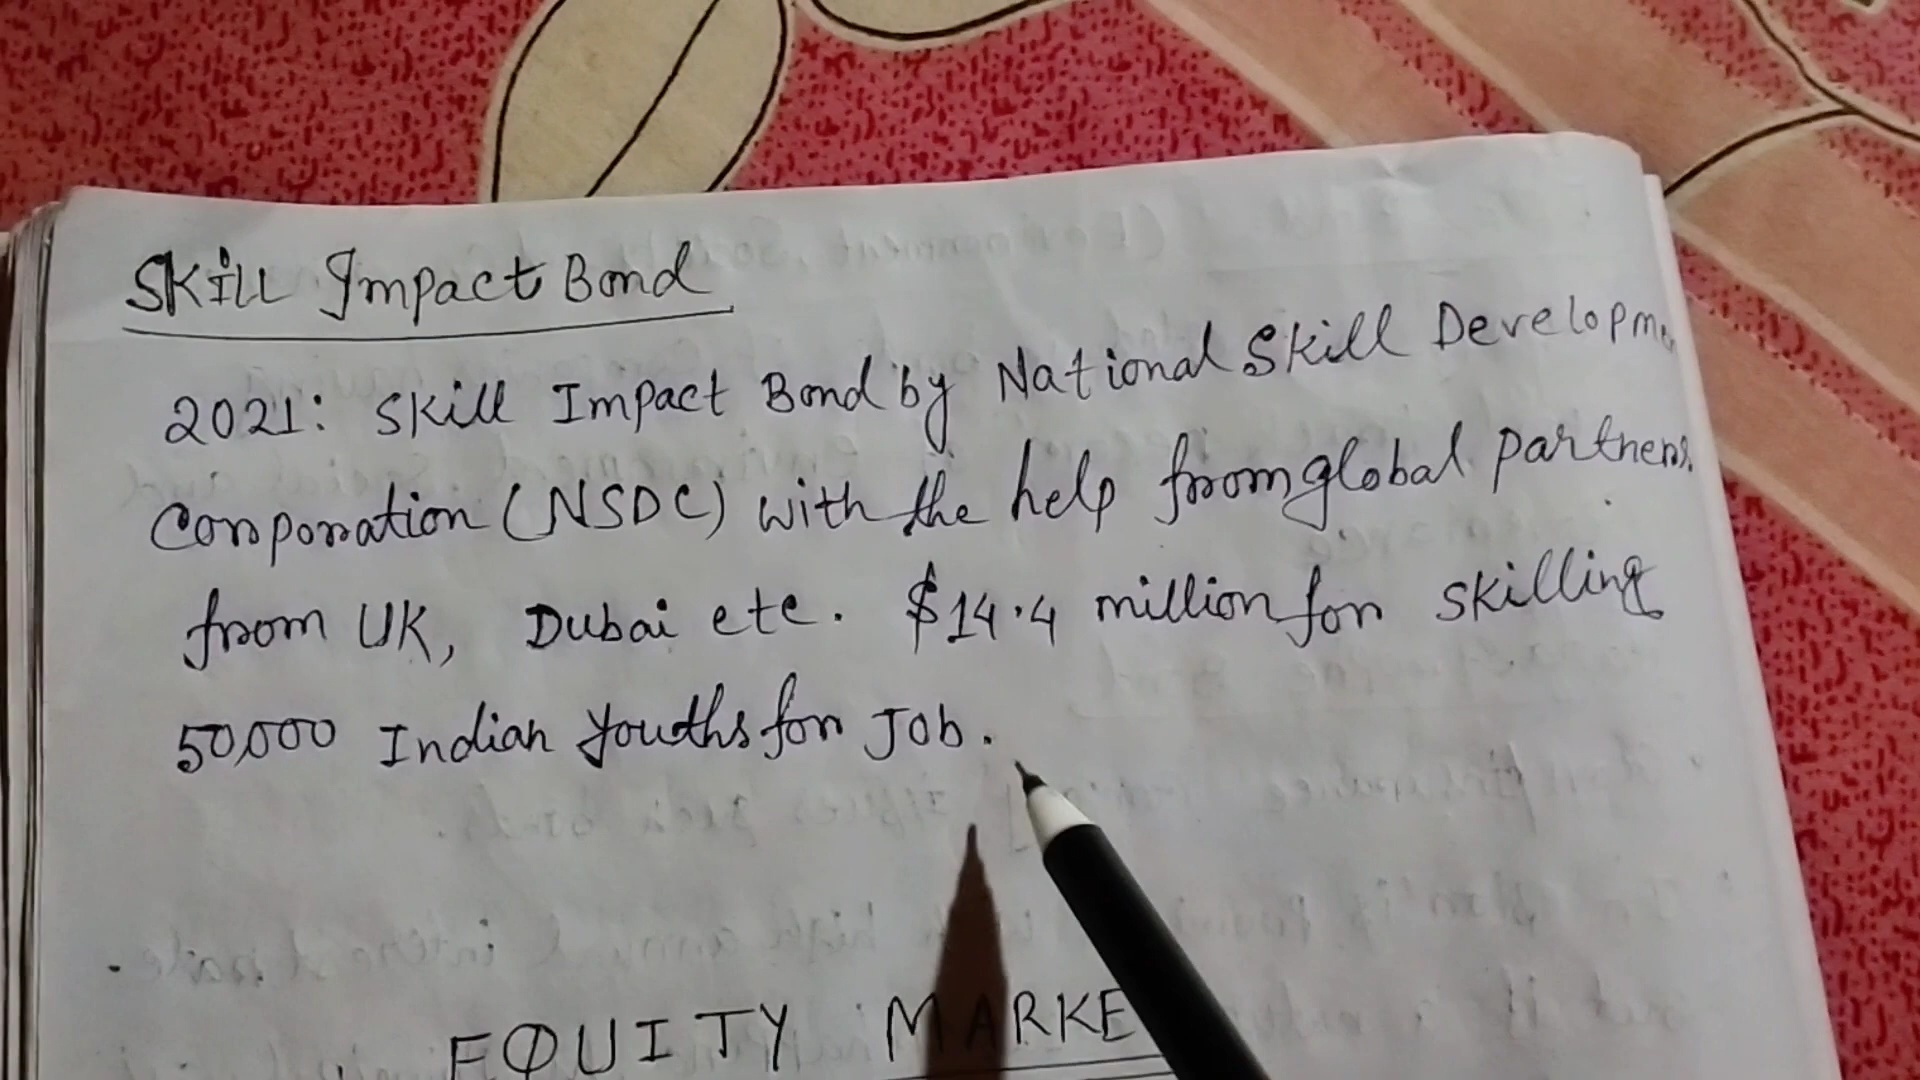 Skill Impact Bond
2021: Skill Impact Bond by National Skill Developm
Corporation (NSDC) with the help from global partners.
from UK, Dubai etc. $14.4 million for skilling
50,000 Indian Youths for Job.
EQUITY MARKE